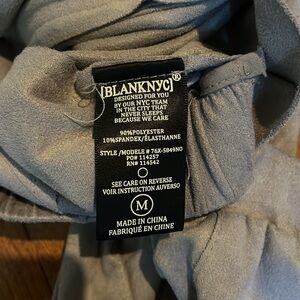 [BLANKNYC]®
DESIGNED FOR YOU
BY OUR NYC TEAM
IN THE CITY THAT
NEVER SLEEPS
BECAUSE WE CARE
90%POLYESTER
10%SPANDEX/ÉLASTHANNE
STYLE /MODELE # 76X-5849NO
PO# 114257
RN# 114542
SEE CARE ON REVERSE
VOIR INSTRUCTION AUVERSO
M
MADE IN CHINA
FABRIQUÉ EN CHINE